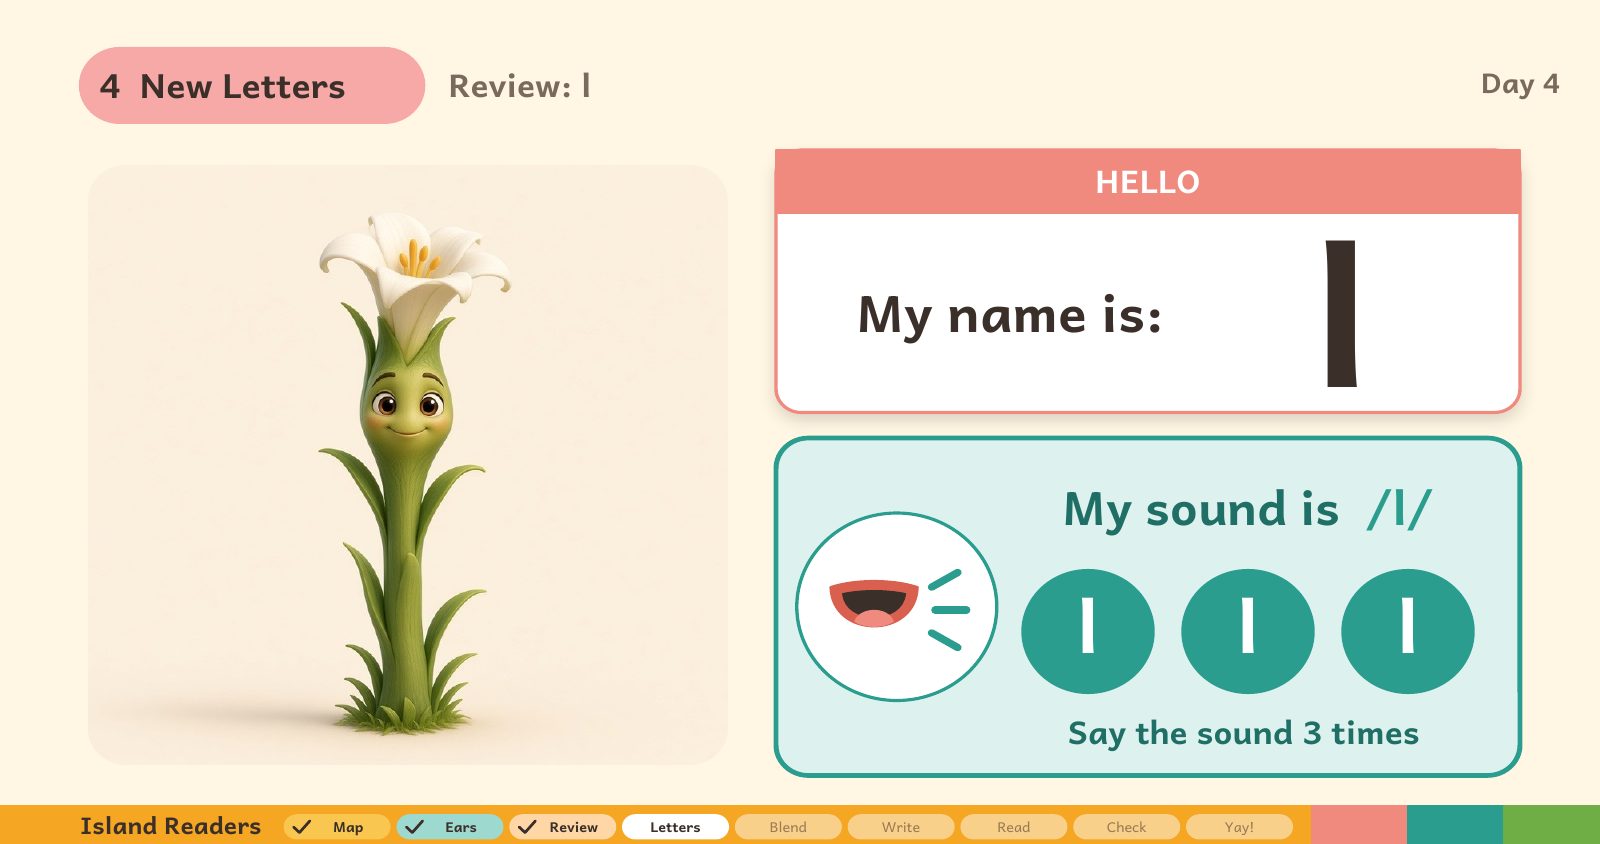 4 New Letters
Review: l
Day 4
HELLO
My name is:
l
My sound is /l/
l l l
Say the sound 3 times
Island Readers
Map
Ears
Review
Letters
Blend
Write
Read
Check
Yay!